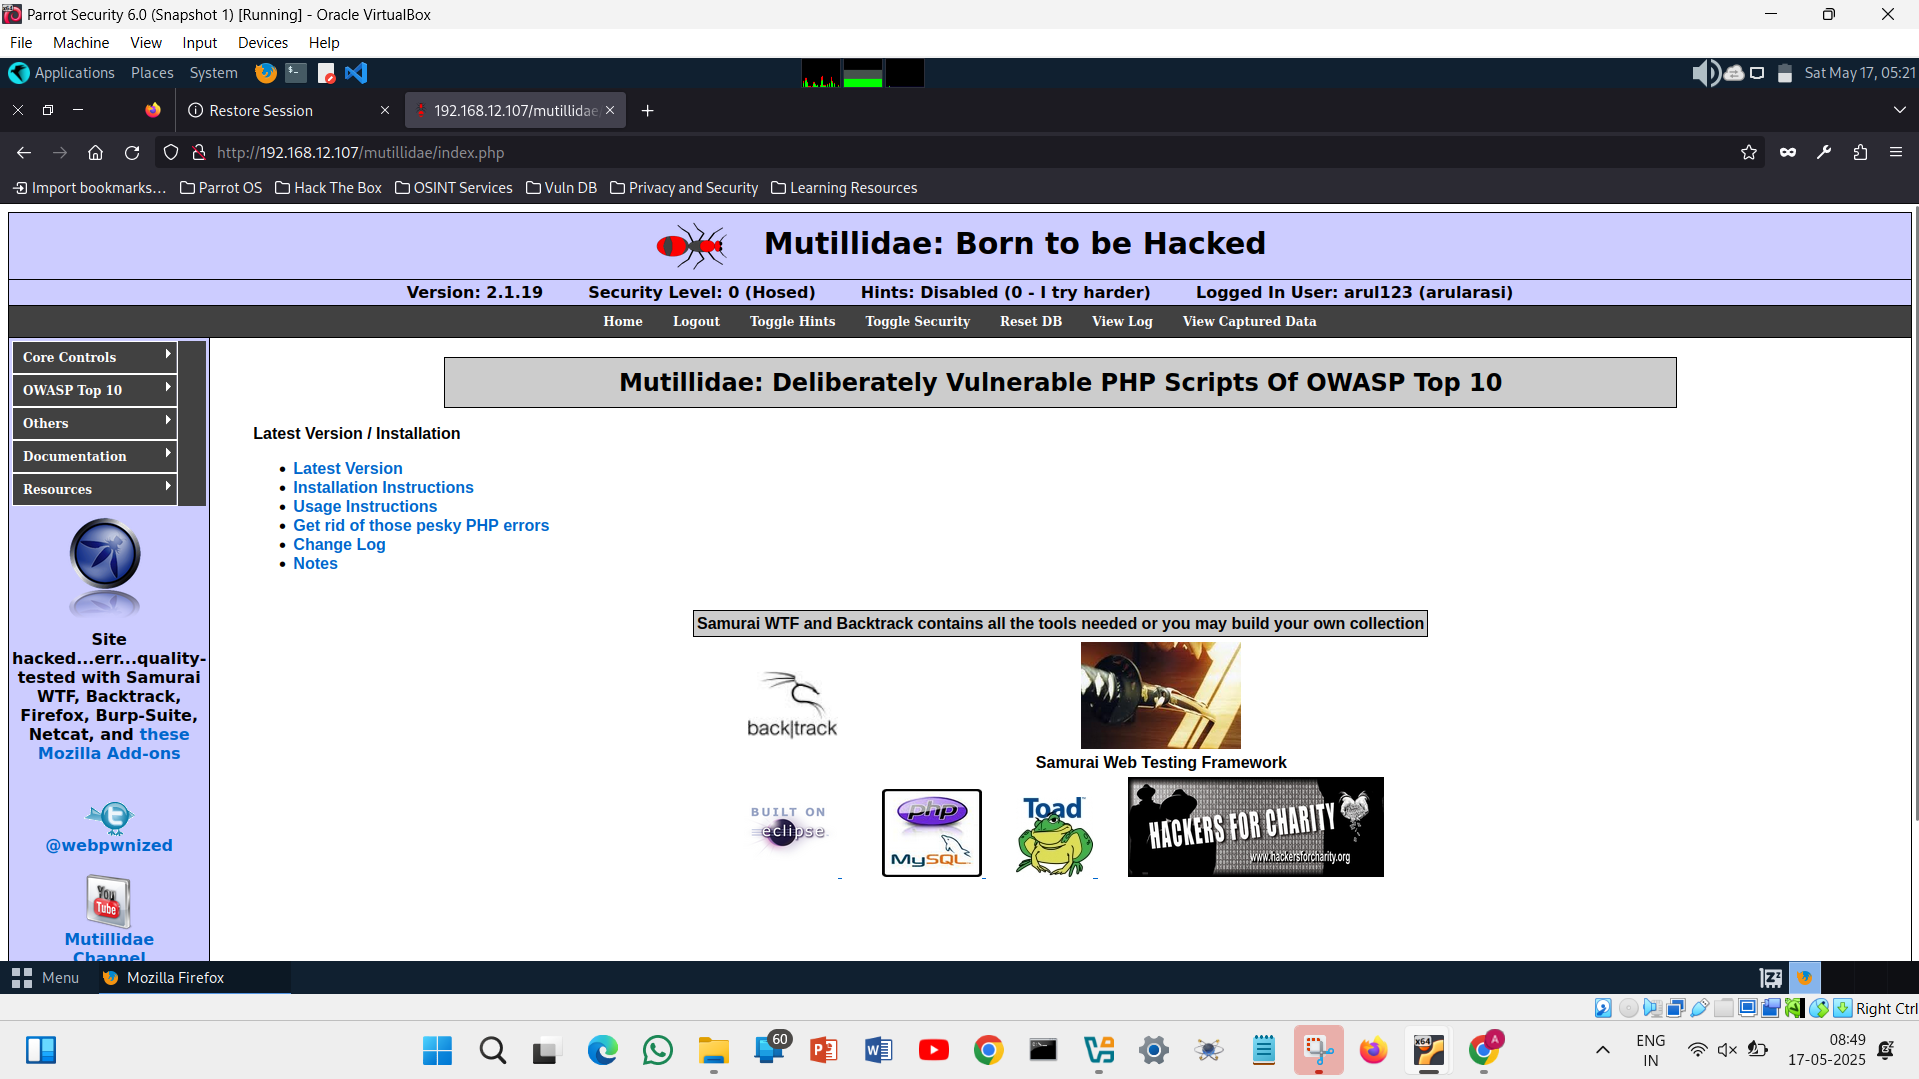 Parrot Security 6.0 (Snapshot 1) [Running] - Oracle VirtualBox
File Machine View Input Devices Help
Applications Places System
Sat May 17, 05:21
Restore Session
192.168.12.107/mutillidae/
http://192.168.12.107/mutillidae/index.php
Import bookmarks… Parrot OS Hack The Box OSINT Services Vuln DB Privacy and Security Learning Resources
Mutillidae: Born to be Hacked
Version: 2.1.19 Security Level: 0 (Hosed) Hints: Disabled (0 - I try harder) Logged In User: arul123 (arularasi)
Home Logout Toggle Hints Toggle Security Reset DB View Log View Captured Data
Core Controls
OWASP Top 10
Others
Documentation
Resources
Site
hacked...err...quality-
tested with Samurai
WTF, Backtrack,
Firefox, Burp-Suite,
Netcat, and these
Mozilla Add-ons
@webpwnized
You
Tube
Mutillidae
Channel
Mutillidae: Deliberately Vulnerable PHP Scripts Of OWASP Top 10
Latest Version / Installation
Latest Version
Installation Instructions
Usage Instructions
Get rid of those pesky PHP errors
Change Log
Notes
Samurai WTF and Backtrack contains all the tools needed or you may build your own collection
back|track
Samurai Web Testing Framework
BUILT ON
eclipse
php
MySQL
Toad
HACKERS FOR CHARITY
www.hackersforcharity.org
Menu Mozilla Firefox
Right Ctrl
60
ENG
IN
08:49
17-05-2025